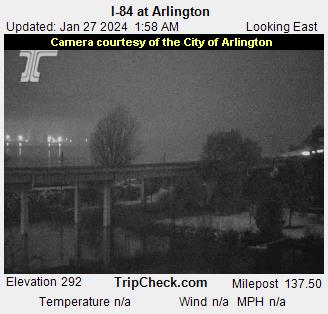 I-84 at Arlington
Updated: Jan 27 2024 1:58 AM Looking East
Camera courtesy of the City of Arlington
Elevation 292 TripCheck.com Milepost 137.50
Temperature n/a Wind n/a MPH n/a